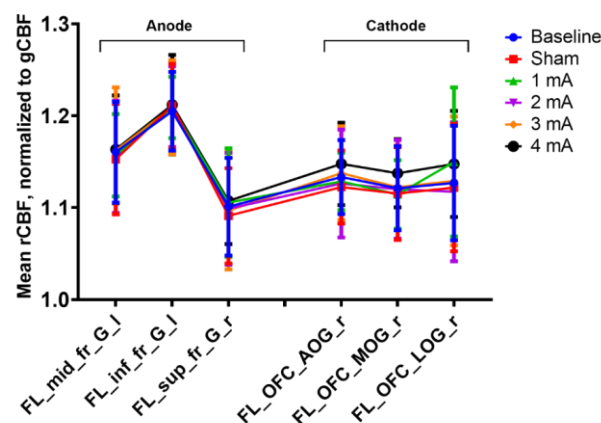 Anode
Cathode
Mean rCBF, normalized to gCBF
1.3
1.2
1.1
1.0
FL_mid_fr_G_l
FL_inf_fr_G_l
FL_sup_fr_G_r
FL_OFC_AOG_r
FL_OFC_MOG_r
FL_OFC_LOG_r
Baseline
Sham
1 mA
2 mA
3 mA
4 mA